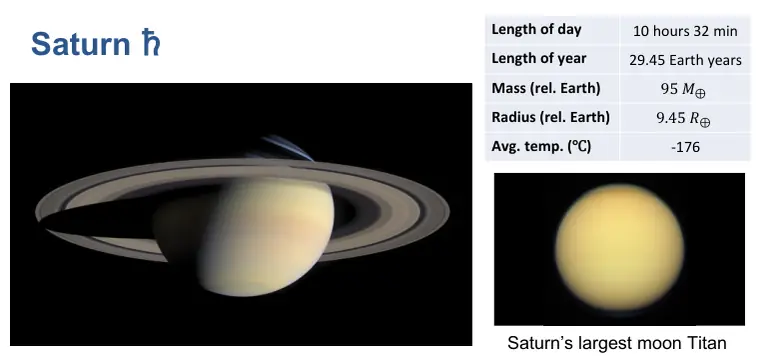 Saturn ℏ
Length of day 10 hours 32 min
Length of year 29.45 Earth years
Mass (rel. Earth) 95 M⊕
Radius (rel. Earth) 9.45 R⊕
Avg. temp. (℃) -176
Saturn's largest moon Titan